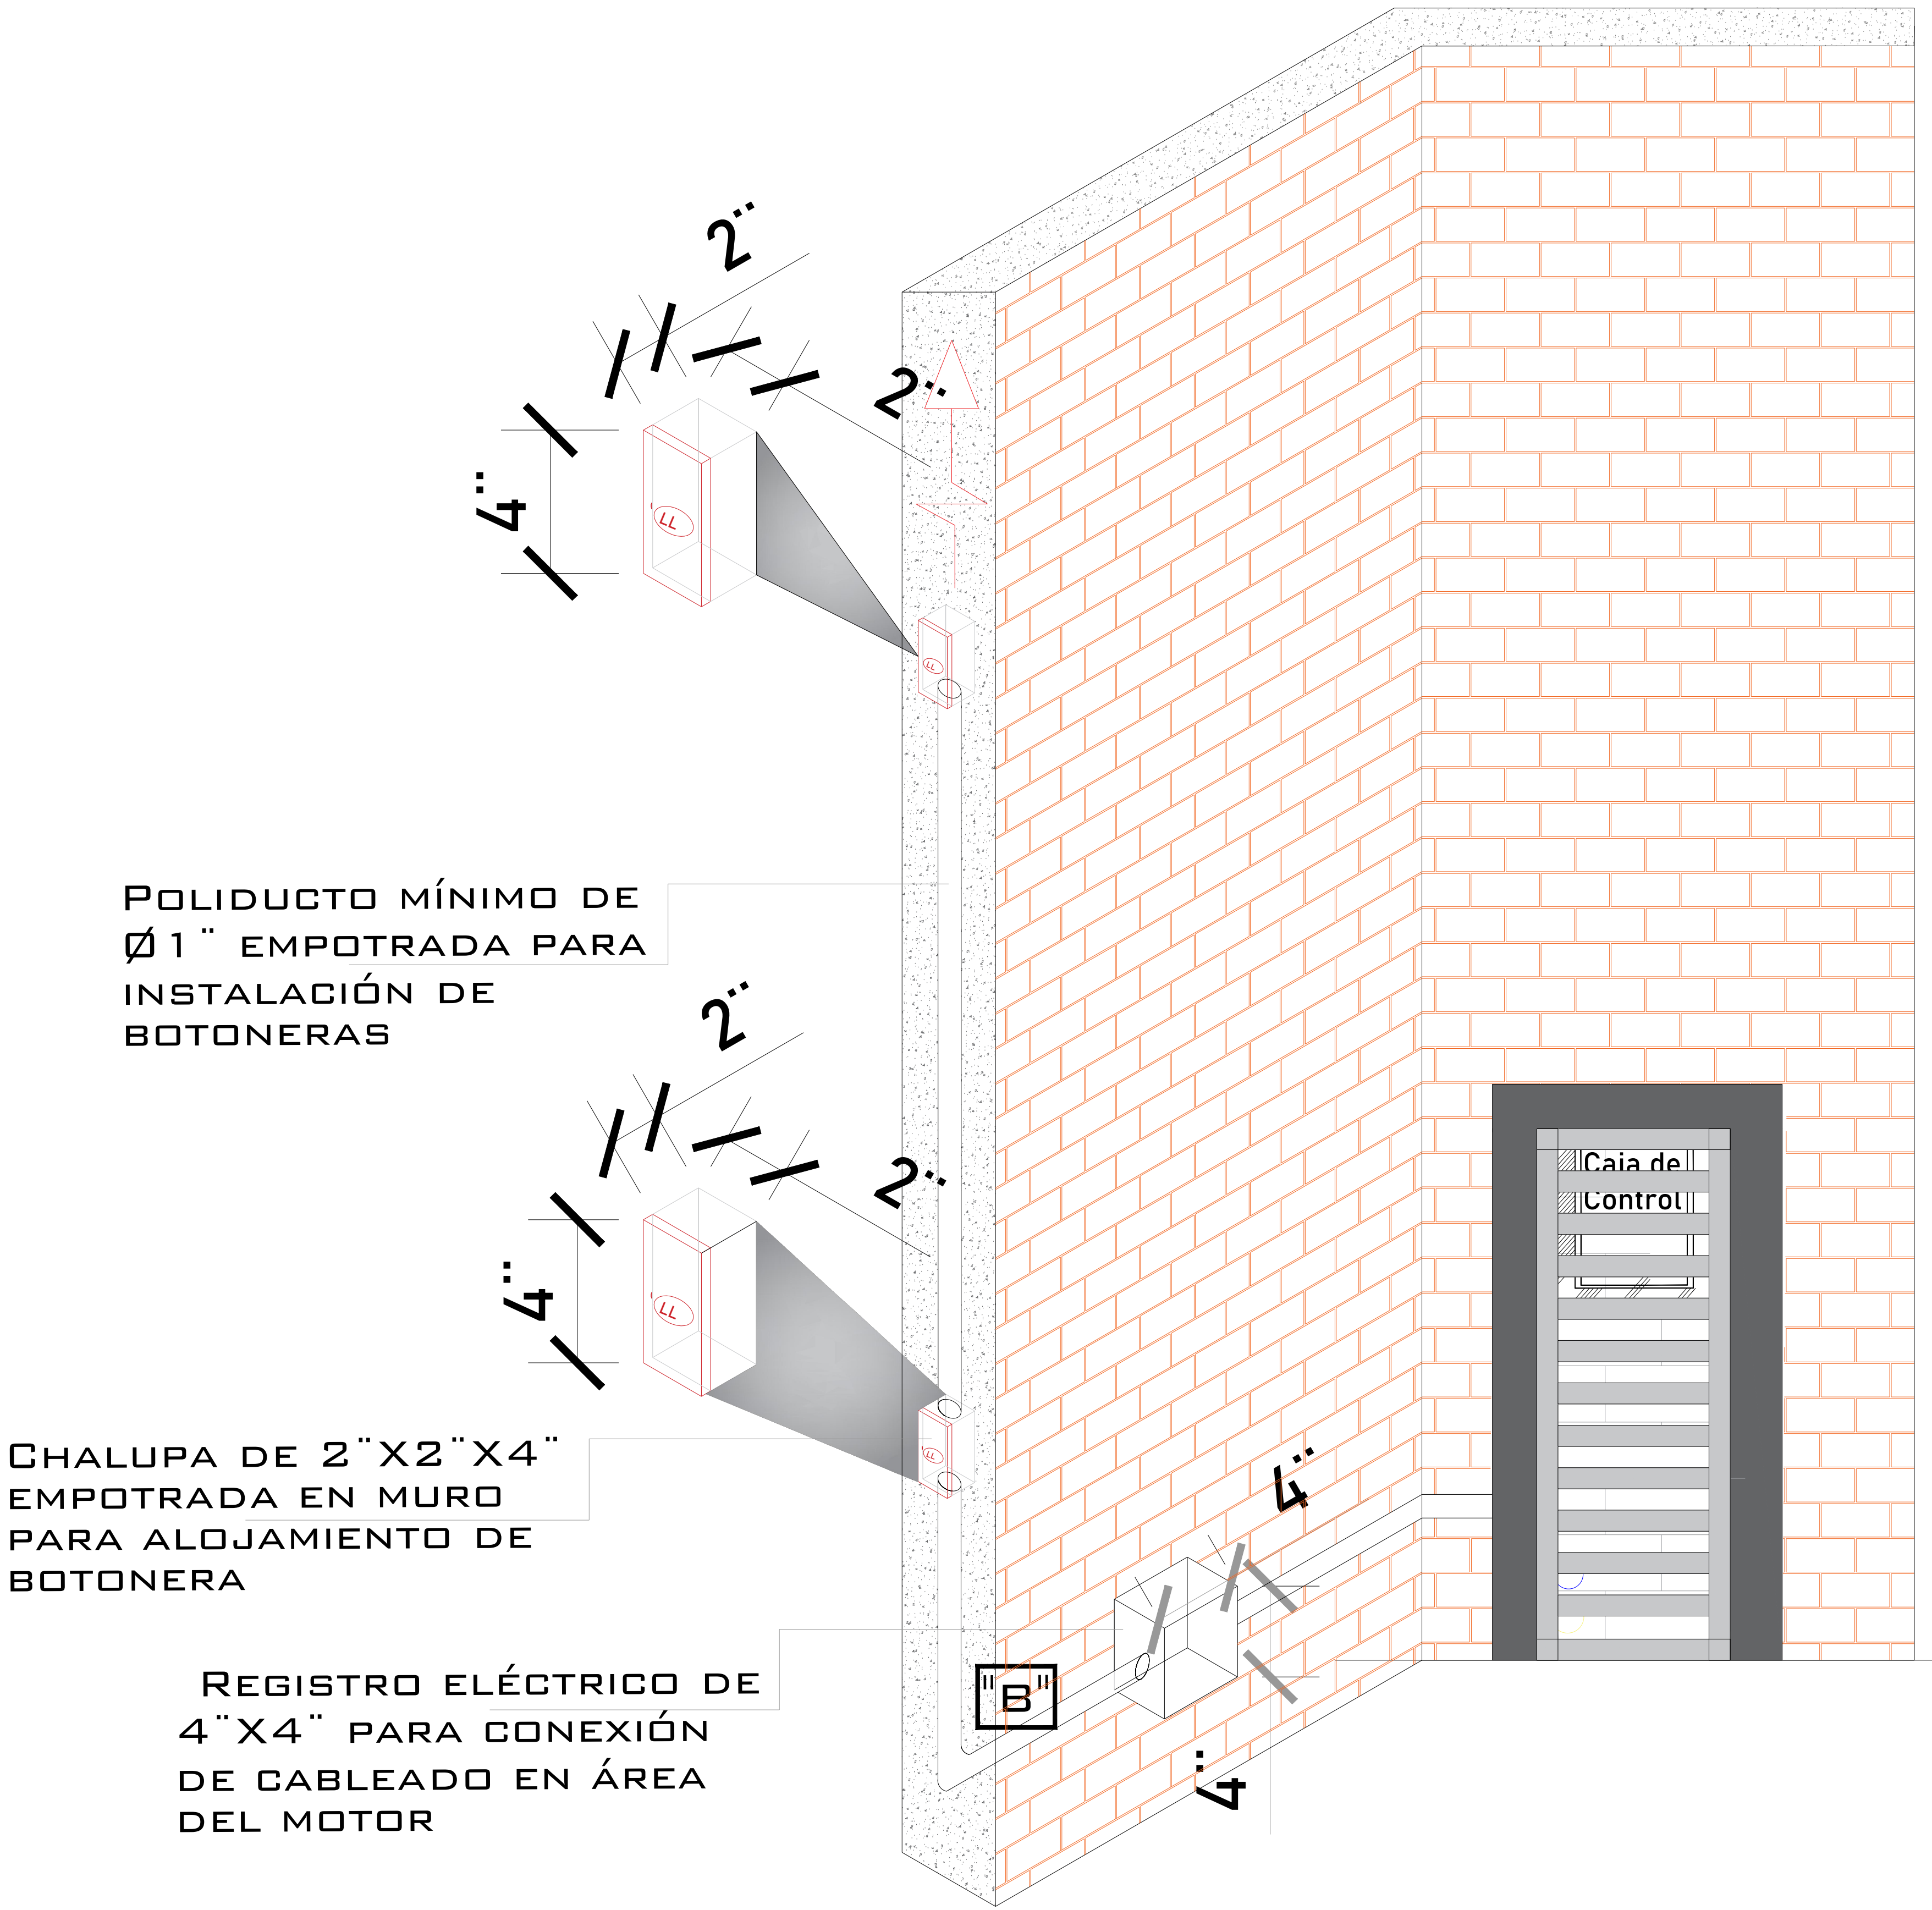 2¨
2¨
4¨
LL
LL
Poliducto mínimo de
Ø1¨ empotrada para
instalación de
botoneras
2¨
2¨
4¨
LL
LL
Caja de
Control
Chalupa de 2¨X2¨X4¨
empotrada en muro
para alojamiento de
botonera
4¨
Registro eléctrico de
4¨X4¨ para conexión
de cableado en área
del motor
"B"
4¨